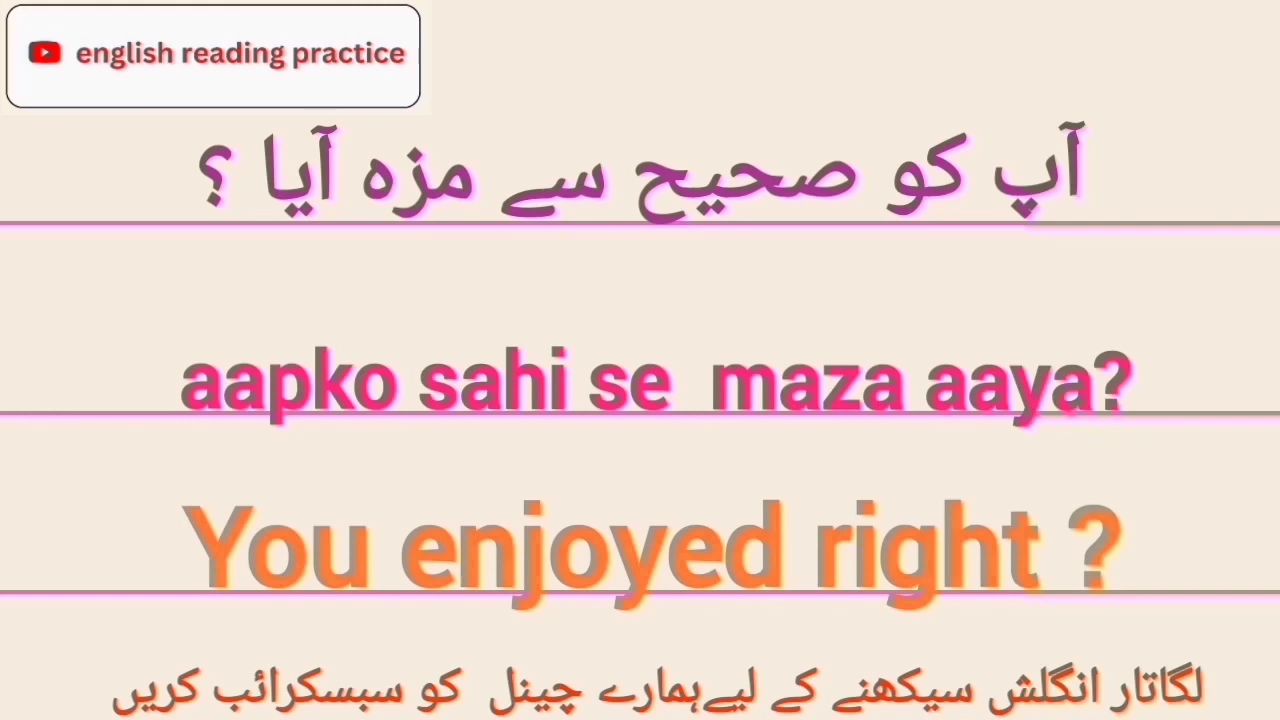 english reading practice
آپ کو صحیح سے مزہ آیا ؟
aapko sahi se maza aaya?
You enjoyed right ?
لگاتار انگلش سیکھنے کے لیےہمارے چینل کو سبسکرائب کریں